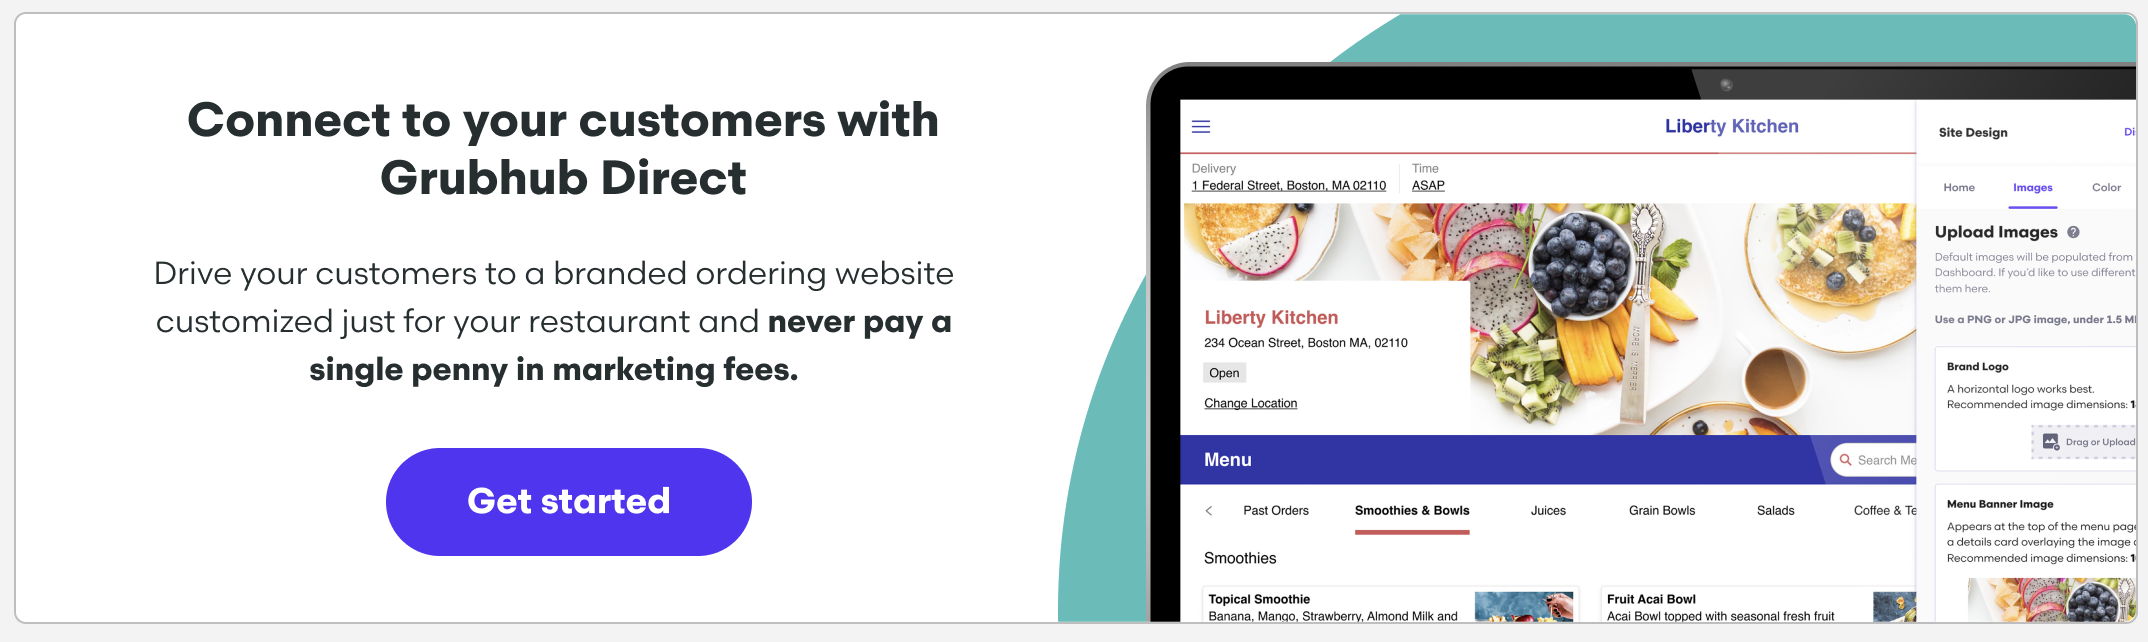 Connect to your customers with
Grubhub Direct
Drive your customers to a branded ordering website
customized just for your restaurant and never pay a
single penny in marketing fees.
Get started
Liberty Kitchen
Delivery
1 Federal Street, Boston, MA 02110
Time
ASAP
Liberty Kitchen
234 Ocean Street, Boston MA, 02110
Open
Change Location
Menu
Search Me
Past Orders
Smoothies & Bowls
Juices
Grain Bowls
Salads
Coffee & Te
Smoothies
Topical Smoothie
Banana, Mango, Strawberry, Almond Milk and
Fruit Acai Bowl
Acai Bowl topped with seasonal fresh fruit
Site Design
Di
Home
Images
Color
Upload Images
Default images will be populated from
Dashboard. If you'd like to use different
them here.
Use a PNG or JPG image, under 1.5 M
Brand Logo
A horizontal logo works best.
Recommended image dimensions: 1
Drag or Upload
Menu Banner Image
Appears at the top of the menu page
a details card overlaying the image
Recommended image dimensions: 1